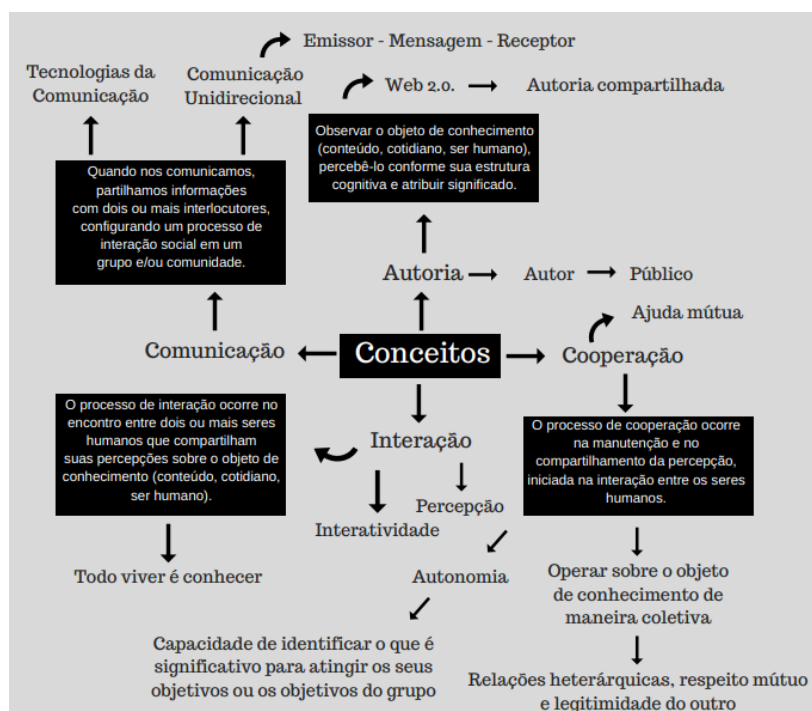 Emissor - Mensagem - Receptor
Tecnologias da
Comunicação
Comunicação
Unidirecional
Web 2.0.
Autoria compartilhada
Observar o objeto de conhecimento
(conteúdo, cotidiano, ser humano),
percebê-lo conforme sua estrutura
cognitiva e atribuir significado.
Quando nos comunicamos,
partilhamos informações
com dois ou mais interlocutores,
configurando um processo de
interação social em um
grupo e/ou comunidade.
Autoria
Autor
Público
Ajuda mútua
Comunicação
Conceitos
Cooperação
O processo de interação ocorre no
encontro entre dois ou mais seres
humanos que compartilham
suas percepções sobre o objeto de
conhecimento (conteúdo, cotidiano,
ser humano).
Interação
O processo de cooperação ocorre
na manutenção e no
compartilhamento da percepção,
iniciada na interação entre os seres
humanos.
Percepção
Interatividade
Todo viver é conhecer
Autonomia
Operar sobre o objeto
de conhecimento de
maneira coletiva
Capacidade de identificar o que é
significativo para atingir os seus
objetivos ou os objetivos do grupo
Relações heterárquicas, respeito mútuo
e legitimidade do outro